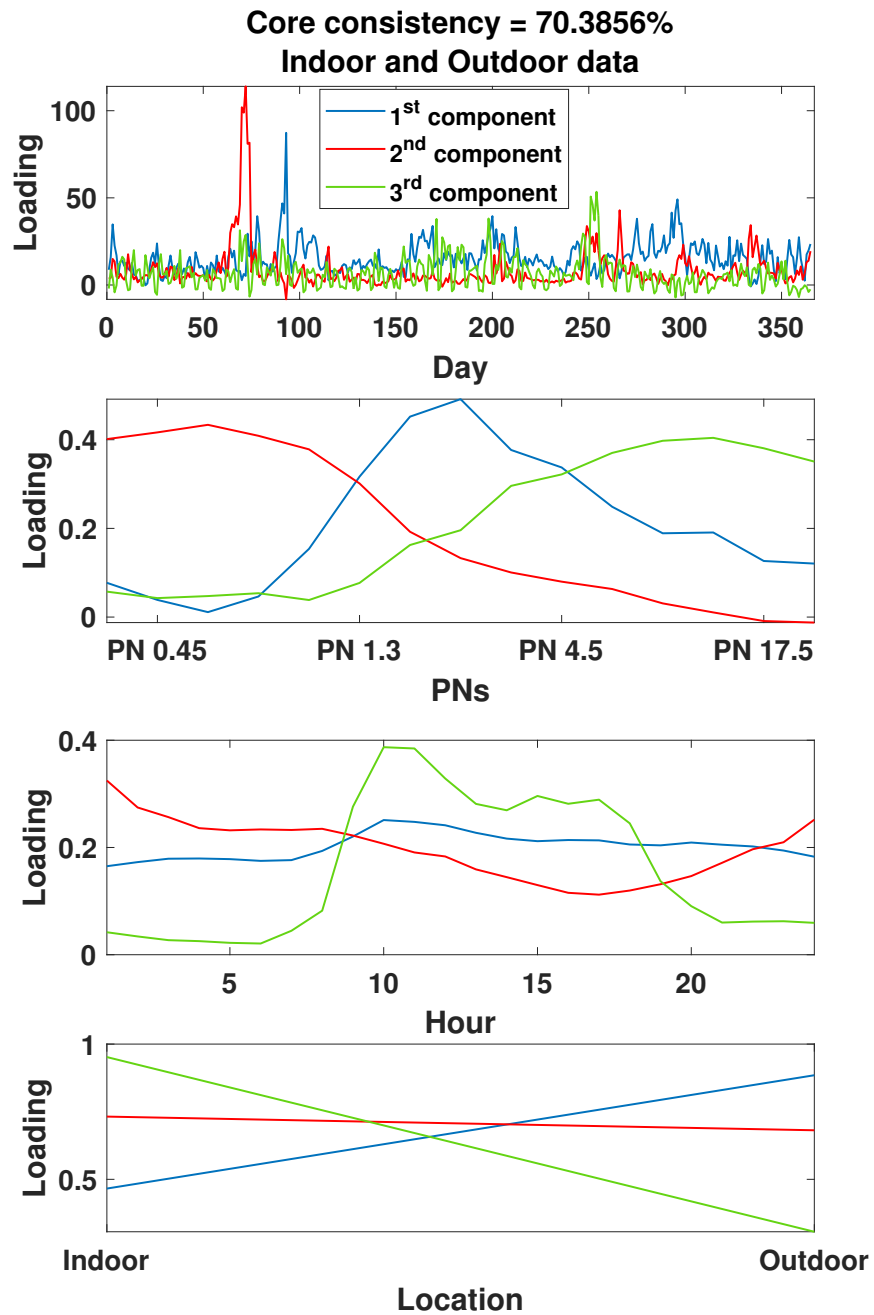 Core consistency = 70.3856%
Indoor and Outdoor data
1st component
2nd component
3rd component
Loading
100
50
0
0 50 100 150 200 250 300 350
Day
Loading
0.4
0.2
0
PN 0.45 PN 1.3 PN 4.5 PN 17.5
PNs
Loading
0.4
0.2
0
5 10 15 20
Hour
Loading
1
0.5
Indoor Outdoor
Location